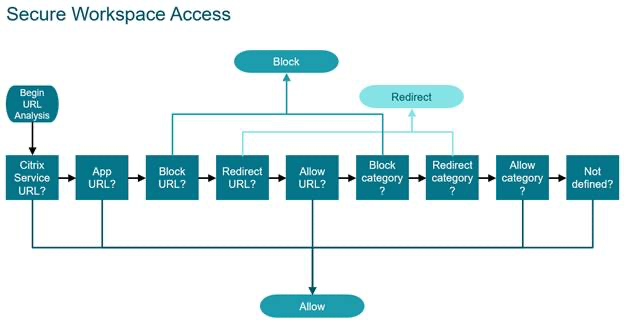 Secure Workspace Access
Block
Redirect
Begin
URL
Analysis
Citrix
Service
URL?
App
URL?
Block
URL?
Redirect
URL?
Allow
URL?
Block
category
?
Redirect
category
?
Allow
category
?
Not
defined?
Allow